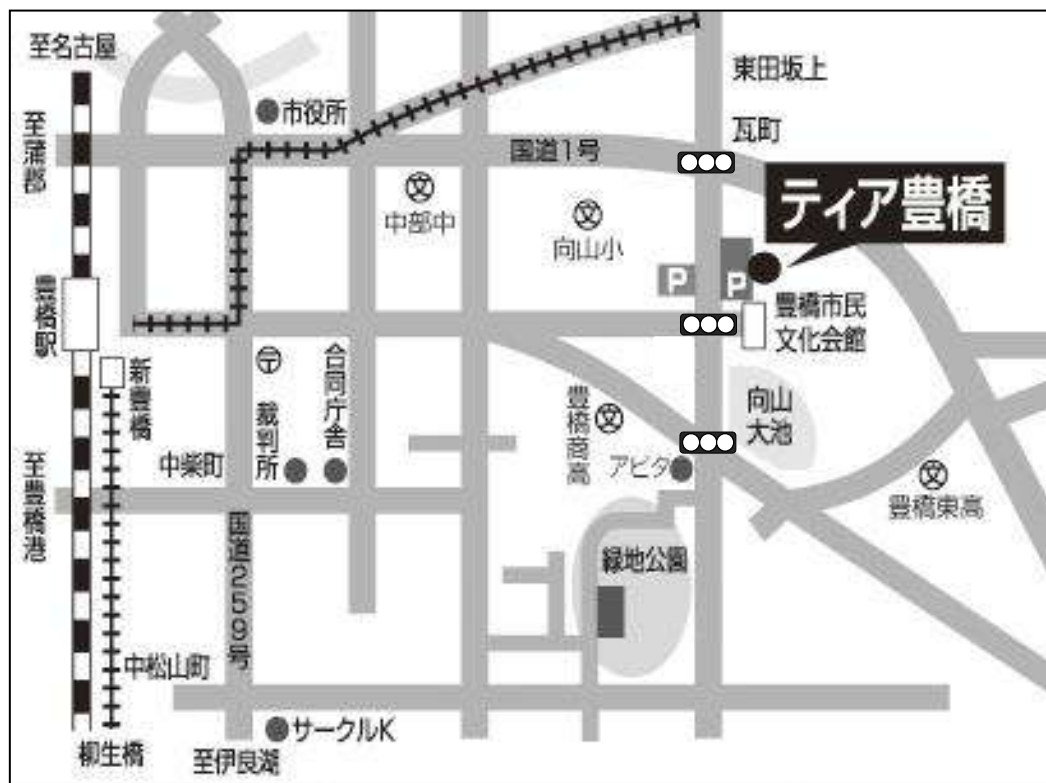 至名古屋
東田坂上
市役所
瓦町
至蒲郡
国道1号
ティア豊橋
中部中
向山小
P
P
豊橋駅
豊橋市民
文化会館
新豊橋
〒
裁判所
合同庁舎
豊橋商高
向山
大池
中柴町
アピタ
文
文
文
文
豊橋東高
至豊橋港
国道259号
緑地公園
中松山町
サークルK
柳生橋
至伊良湖